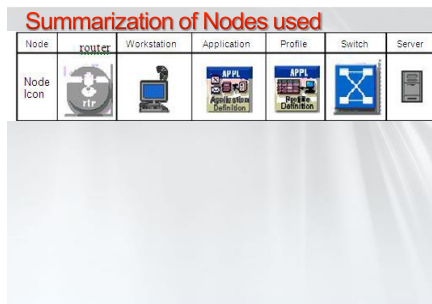 Summarization of Nodes used
Node router Workstation Application Profile Switch Server
Node
Icon
rtr
APPL
Application
Definition
APPL
Profile
Definition